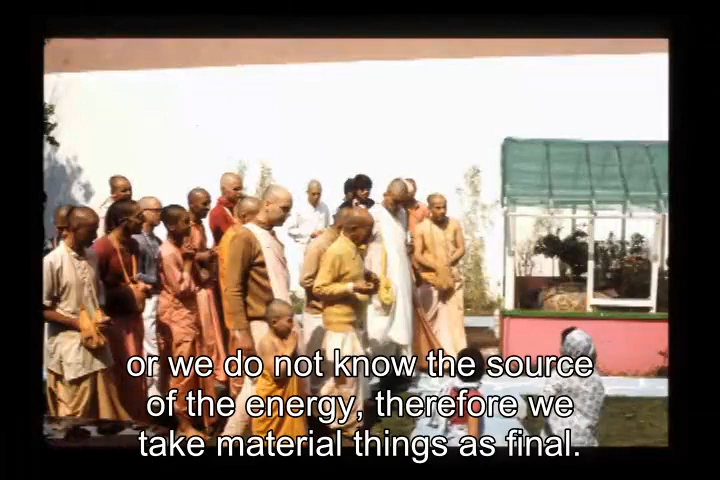 or we do not know the source
of the energy, therefore we
take material things as final.